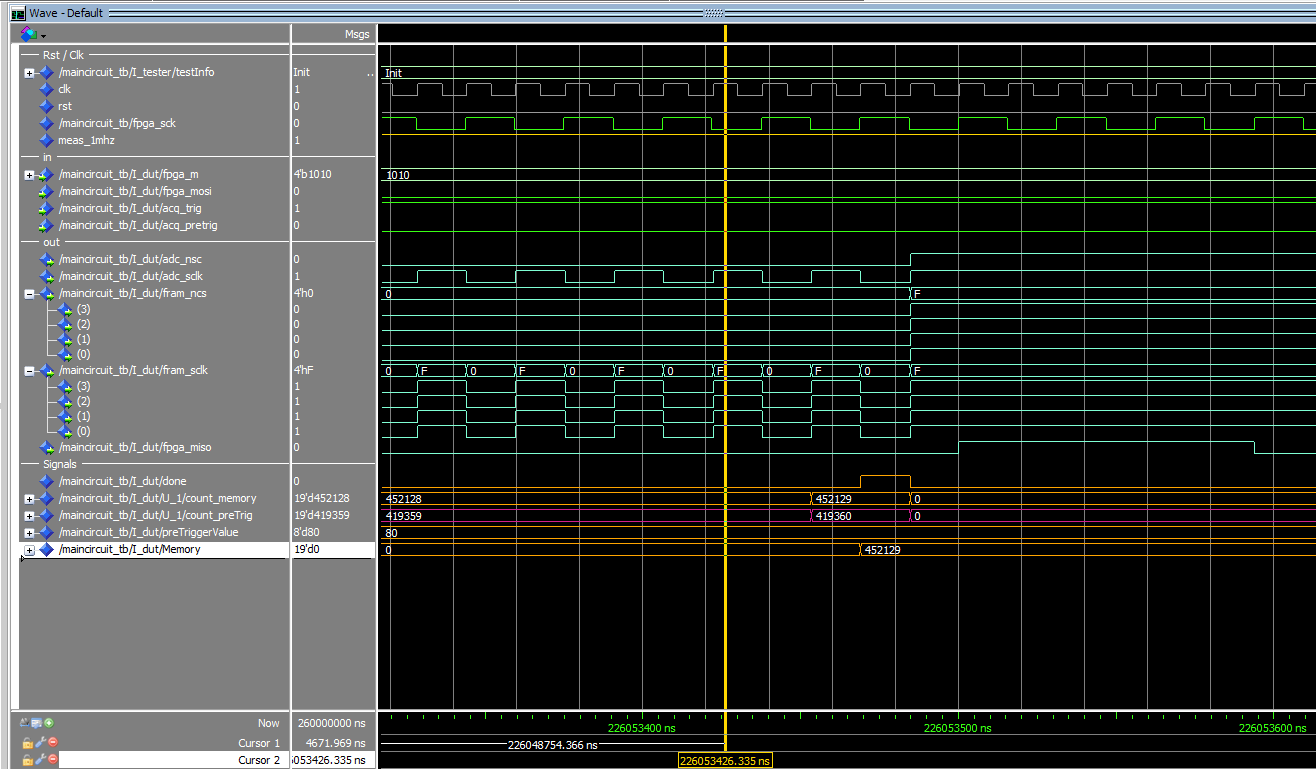 Wave - Default
Msgs
Rst / Clk
/maincircuit_tb/I_tester/testInfo Init .. Init
clk 1
rst 0
/maincircuit_tb/fpga_sck 0
meas_1mhz 1
in
/maincircuit_tb/I_dut/fpga_m 4'b1010 1010
/maincircuit_tb/I_dut/fpga_mosi 0
/maincircuit_tb/I_dut/acq_trig 1
/maincircuit_tb/I_dut/acq_pretrig 0
out
/maincircuit_tb/I_dut/adc_nsc 0
/maincircuit_tb/I_dut/adc_sclk 1
/maincircuit_tb/I_dut/fram_ncs 4'h0 0 F
(3) 0
(2) 0
(1) 0
(0) 0
/maincircuit_tb/I_dut/fram_sclk 4'hF 0 F 0 F 0 F 0 F 0 F 0 F
(3) 1
(2) 1
(1) 1
(0) 1
/maincircuit_tb/I_dut/fpga_miso 0
Signals
/maincircuit_tb/I_dut/done 0
/maincircuit_tb/I_dut/U_1/count_memory 19'd452128 452128 452129 0
/maincircuit_tb/I_dut/U_1/count_preTrig 19'd419359 419359 419360 0
/maincircuit_tb/I_dut/preTriggerValue 8'd80 80
/maincircuit_tb/I_dut/Memory 19'd0 0 452129
Now 260000000 ns 226053400 ns 226053500 ns 226053600 ns
Cursor 1 4671.969 ns 226048754.366 ns
Cursor 2 053426.335 ns 226053426.335 ns